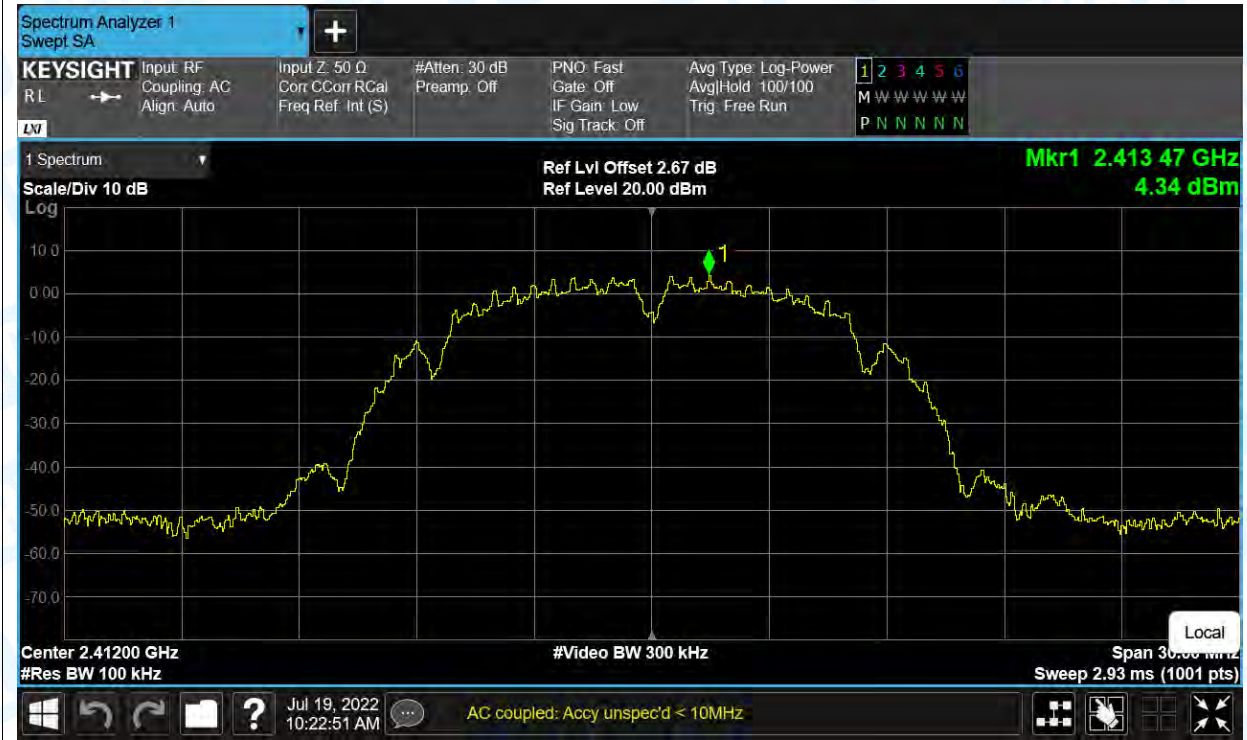 Spectrum Analyzer 1
Swept SA
+
KEYSIGHT
R L
LXI
Input: RF
Coupling: AC
Align: Auto
Input Z: 50 Ω
Corr CCorr RCal
Freq Ref: Int (S)
#Atten: 30 dB
Preamp: Off
PNO: Fast
Gate: Off
IF Gain: Low
Sig Track: Off
Avg Type: Log-Power
Avg|Hold: 100/100
Trig: Free Run
1 2 3 4 5 6
M W W W W W W
P N N N N N N
1 Spectrum
Scale/Div 10 dB
Log
Ref Lvl Offset 2.67 dB
Ref Level 20.00 dBm
Mkr1 2.413 47 GHz
4.34 dBm
1
10.0
0.00
-10.0
-20.0
-30.0
-40.0
-50.0
-60.0
-70.0
Local
Center 2.41200 GHz
#Res BW 100 kHz
#Video BW 300 kHz
Span 30.00 MHz
Sweep 2.93 ms (1001 pts)
?
Jul 19, 2022
10:22:51 AM
AC coupled: Accy unspec'd < 10MHz